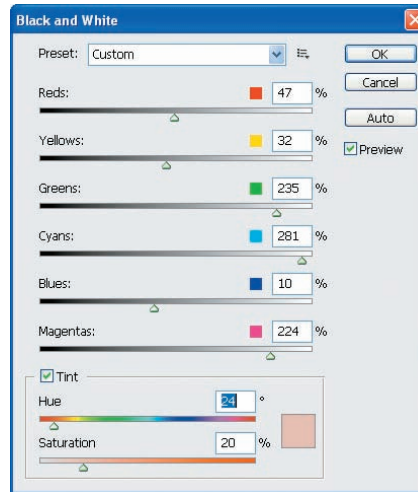 Black and White
Preset: Custom
OK
Cancel
Auto
Preview
Reds: 47 %
Yellows: 32 %
Greens: 235 %
Cyans: 281 %
Blues: 10 %
Magentas: 224 %
Tint
Hue 24 °
Saturation 20 %